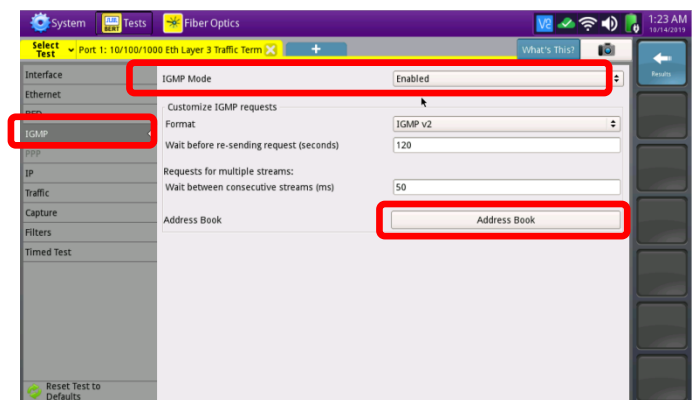 System Tests Fiber Optics V2 1:23 AM
10/14/2019
Select Test Port 1: 10/100/1000 Eth Layer 3 Traffic Term + What's This?
Results
Interface
Ethernet
IGMP
PPP
IP
Traffic
Capture
Filters
Timed Test
Reset Test to
Defaults
IGMP Mode Enabled
Customize IGMP requests
Format IGMP v2
Wait before re-sending request (seconds) 120
Requests for multiple streams:
Wait between consecutive streams (ms) 50
Address Book Address Book